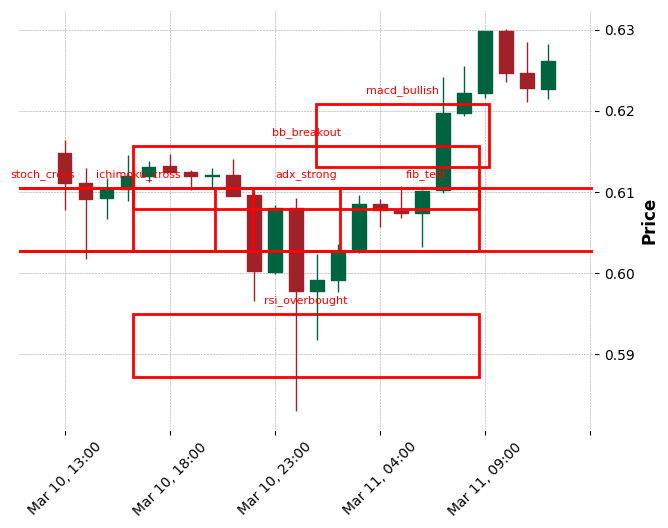 0.63
macd_bullish
0.62
bb_breakout
stoch_cross
ichimoku_cross
adx_strong
fib_test
0.61
Price
0.60
rsi_overbought
0.59
Mar 10, 13:00
Mar 10, 18:00
Mar 10, 23:00
Mar 11, 04:00
Mar 11, 09:00